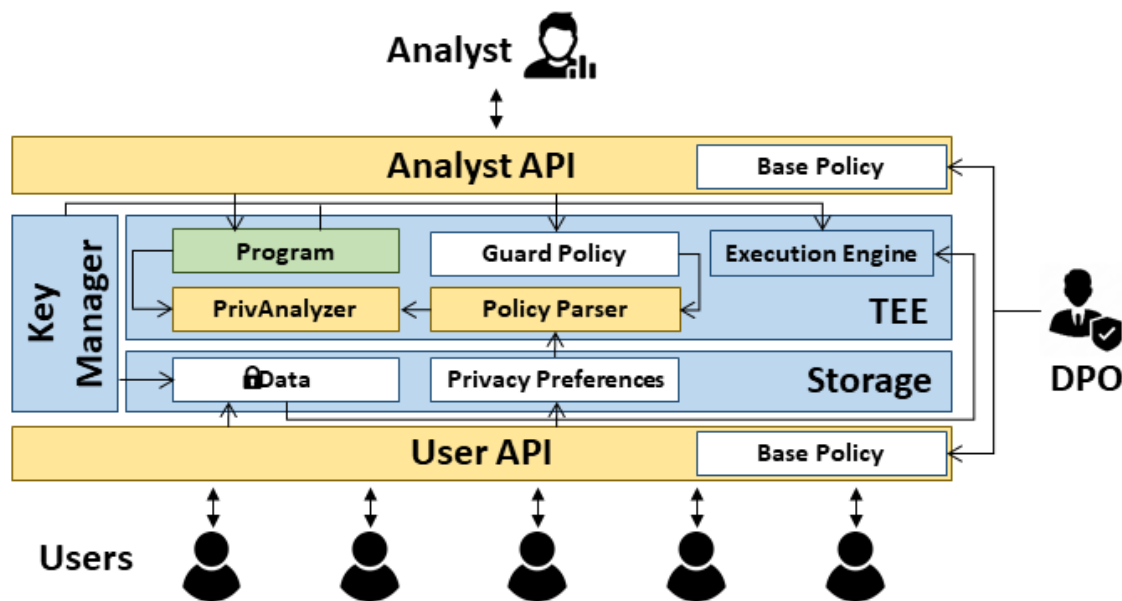 Analyst
Analyst API
Base Policy
Key
Manager
Program
Guard Policy
Execution Engine
PrivAnalyzer
Policy Parser
TEE
Data
Privacy Preferences
Storage
DPO
User API
Base Policy
Users